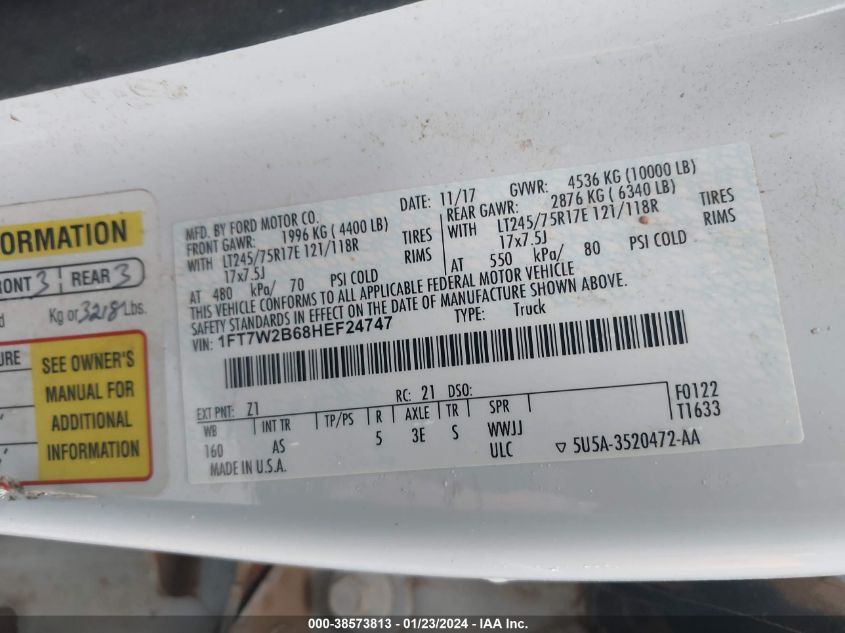 ORMATION
RONT 3 REAR 3
Kg or 3218 Lbs.
SEE OWNER'S
MANUAL FOR
ADDITIONAL
INFORMATION
MFD. BY FORD MOTOR CO. DATE: 11/17 GVWR: 4536 KG (10000 LB)
FRONT GAWR: 1996 KG ( 4400 LB) REAR GAWR: 2876 KG ( 6340 LB)
WITH LT245/75R17E 121/118R TIRES WITH LT245/75R17E 121/118R TIRES
17x7.5J RIMS 17x7.5J RIMS
AT 480 kPa/ 70 PSI COLD AT 550 kPa/ 80 PSI COLD
THIS VEHICLE CONFORMS TO ALL APPLICABLE FEDERAL MOTOR VEHICLE
SAFETY STANDARDS IN EFFECT ON THE DATE OF MANUFACTURE SHOWN ABOVE.
VIN: 1FT7W2B68HEF24747 TYPE: Truck
EXT PNT: Z1 RC: 21 DSO: F0122
WB INT TR TP/PS R AXLE TR SPR T1633
160 AS 5 3E S WWJJ
MADE IN U.S.A. ULC ▽ 5U5A-3520472-AA
000-38573813 - 01/23/2024 - IAA Inc.